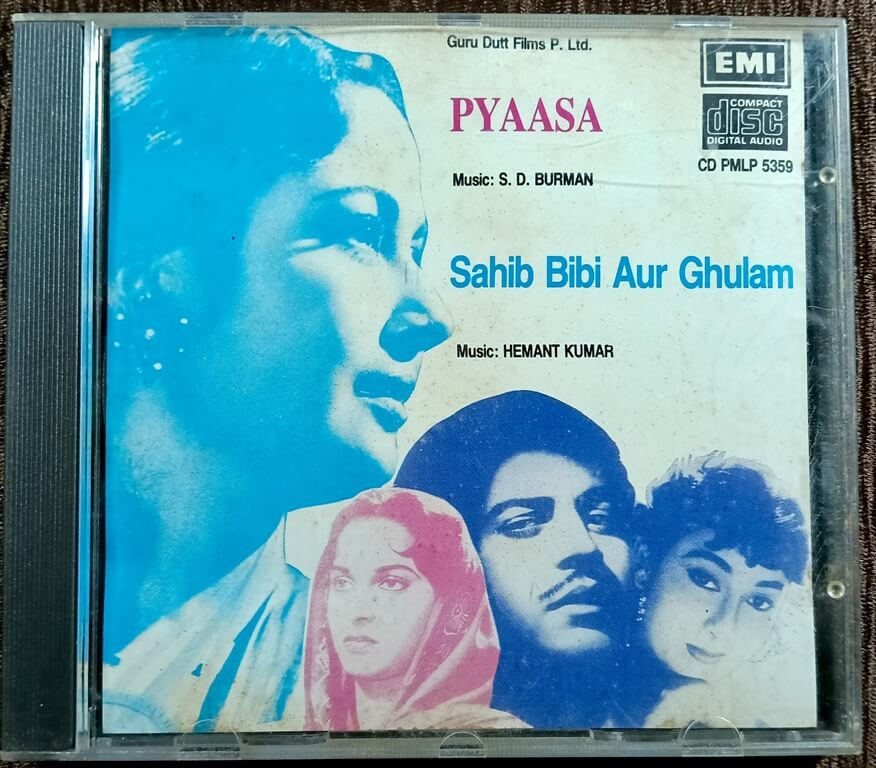 Guru Dutt Films P. Ltd.
EMI
PYAASA
COMPACT
disc
DIGITAL AUDIO
CD PMLP 5359
Music: S. D. BURMAN
Sahib Bibi Aur Ghulam
Music: HEMANT KUMAR